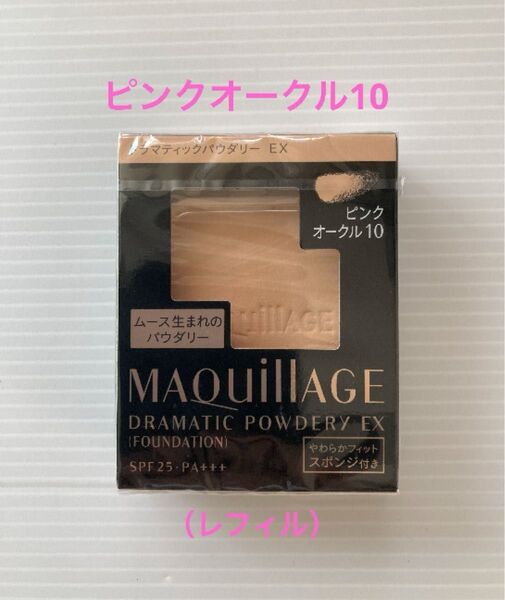 ピンクオークル10
ドラマティックパウダリー EX
ピンク
オークル10
ムース生まれの
パウダリー
MAQuillAGE
MAQuillAGE
DRAMATIC POWDERY EX
(FOUNDATION)
やわらかフィット
スポンジ付き
SPF25・PA+++
（レフィル）